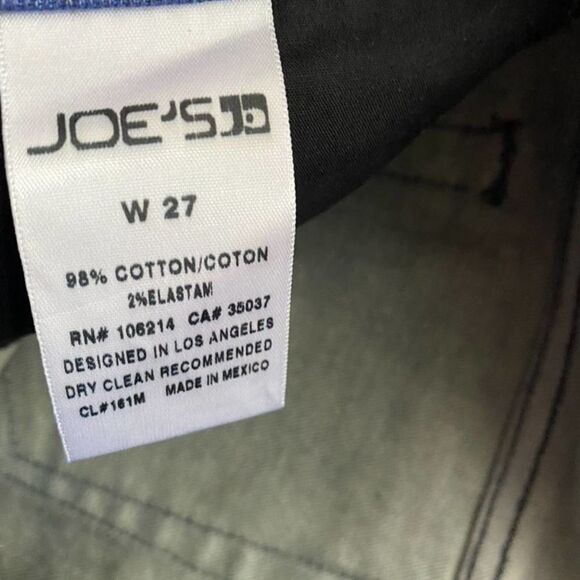 JOE'S
W 27
98% COTTON/COTON
2%ELASTAN
RN# 106214 CA# 35037
DESIGNED IN LOS ANGELES
DRY CLEAN RECOMMENDED
CL#161M MADE IN MEXICO